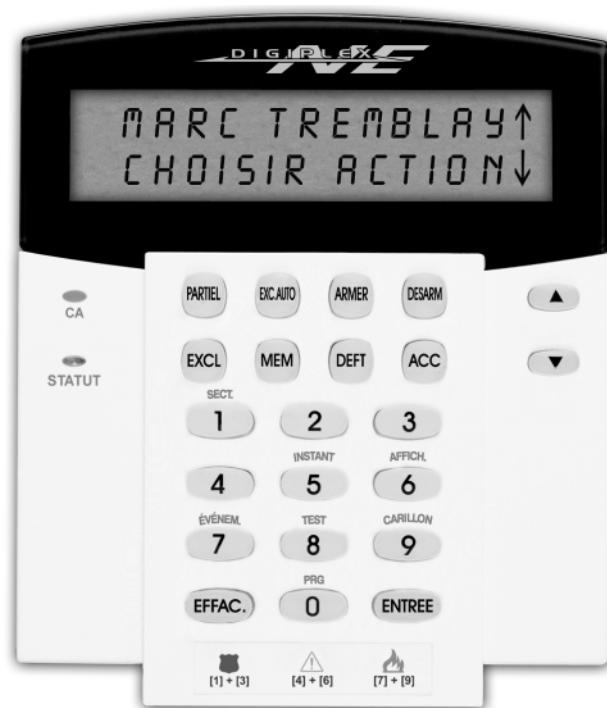 DIGIPLEX
NE
MARC TREMBLAY↑
CHOISIR ACTION↓
PARTIEL EXC.AUTO ARMER DESARM
CA
EXCL MEM DEFT ACC
STATUT
SECT.
1 2 3
INSTANT AFFICH.
4 5 6
ÉVÉNEM. TEST CARILLON
7 8 9
PRG
EFFAC. 0 ENTREE
[1] + [3] [4] + [6] [7] + [9]